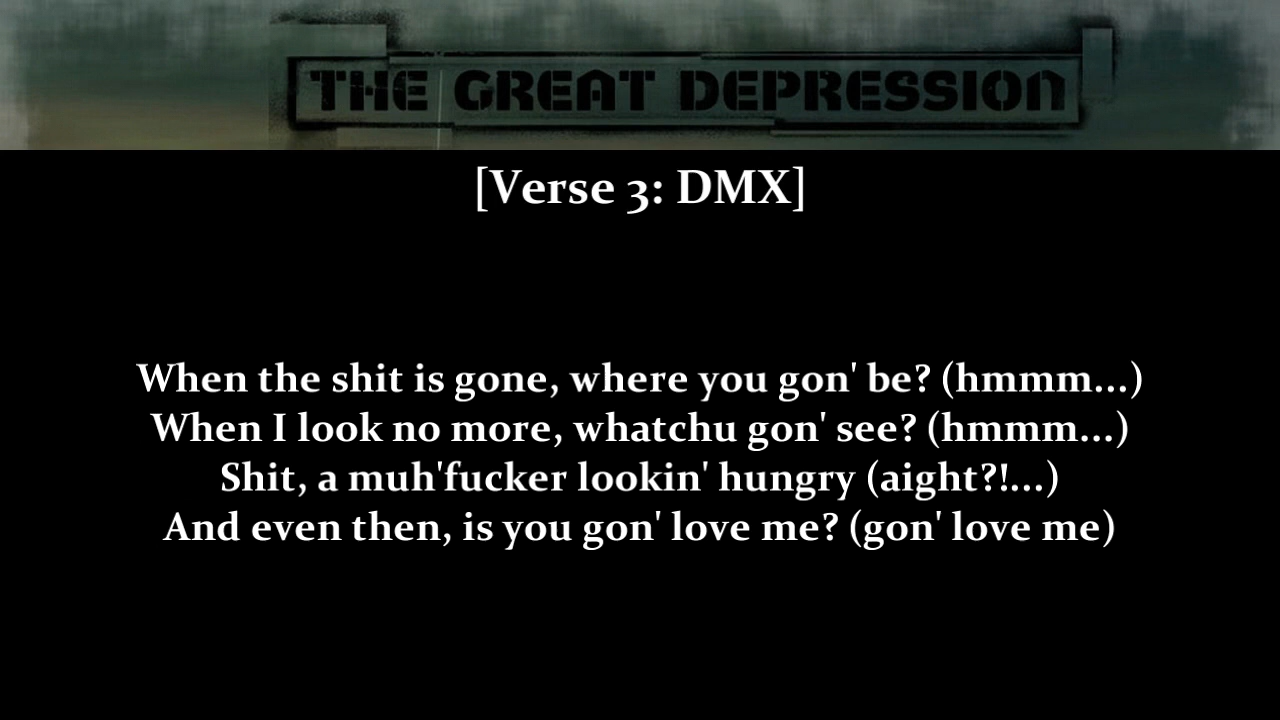 THE GREAT DEPRESSION
[Verse 3: DMX]
When the shit is gone, where you gon' be? (hmmm...)
When I look no more, whatchu gon' see? (hmmm...)
Shit, a muh'fucker lookin' hungry (aight?!...)
And even then, is you gon' love me? (gon' love me)